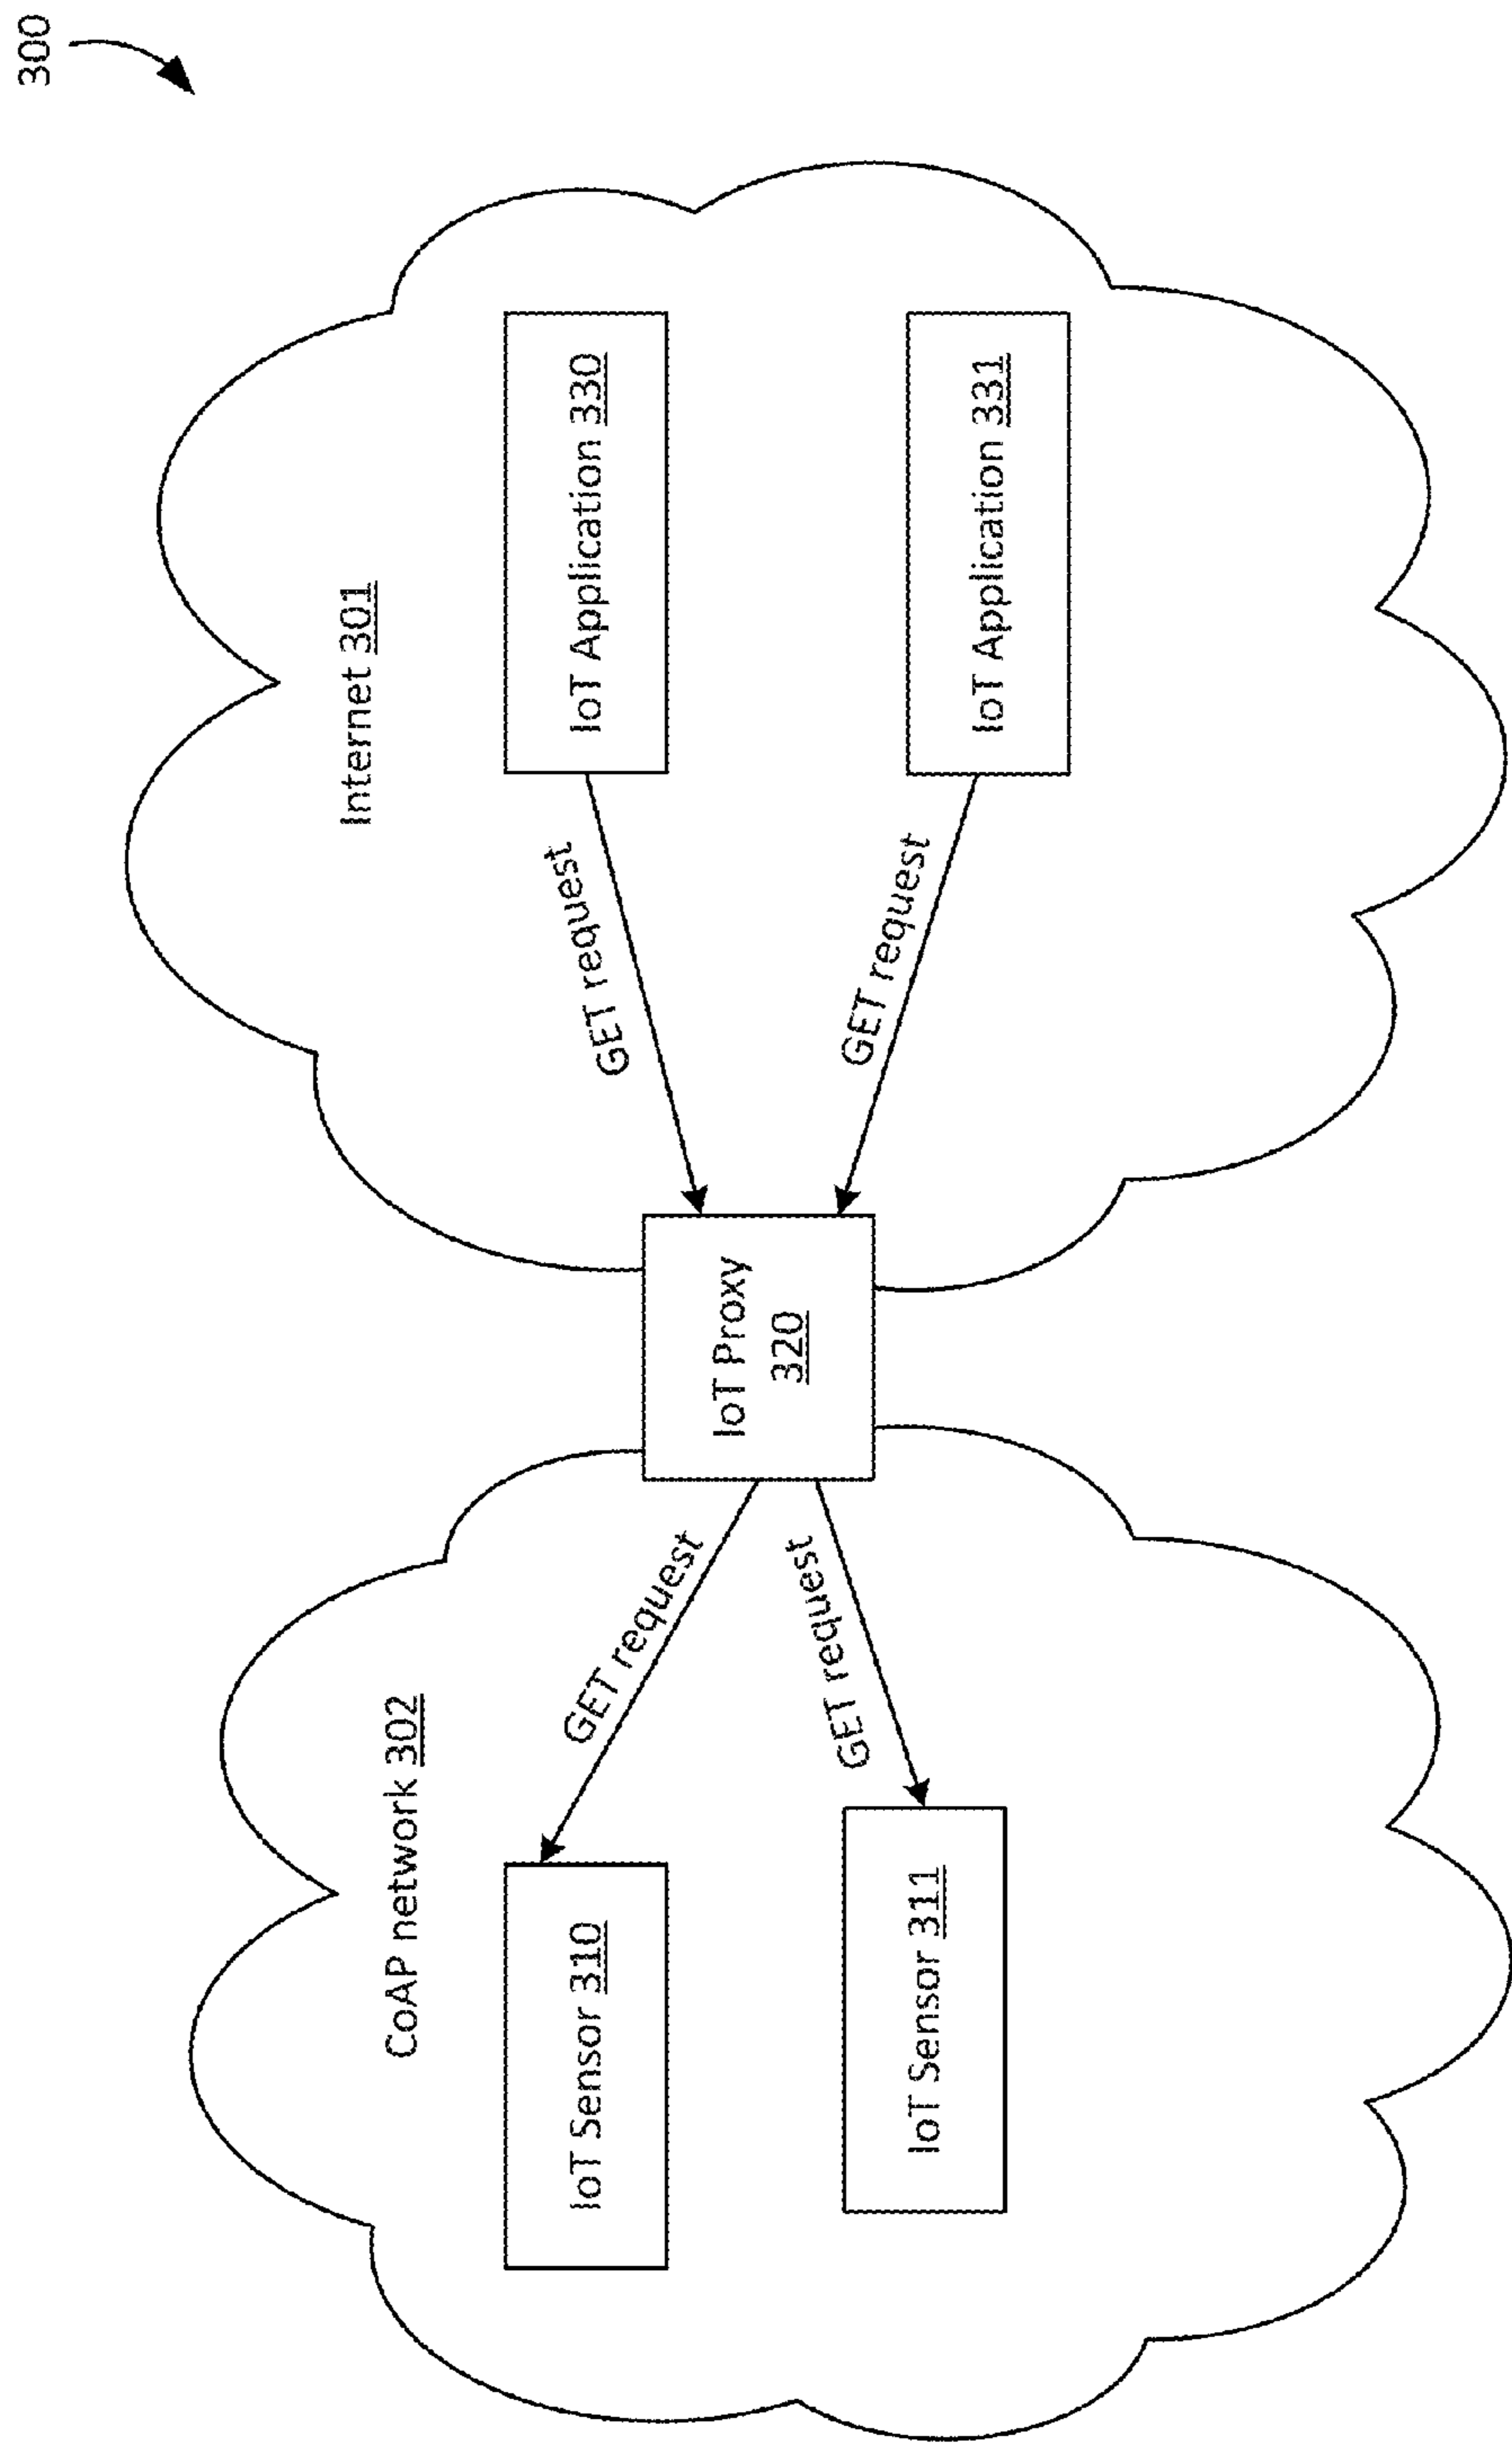 300
CoAP network 302
Internet 301
IoT Sensor 310
GET request
GET request
IoT Application 330
IoT Proxy
320
IoT Sensor 311
GET request
GET request
IoT Application 331